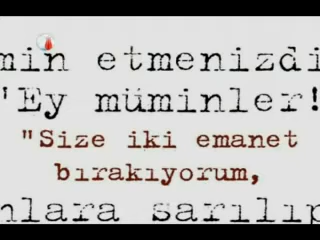 min etmenizdi
"Ey müminler!
"Size iki emanet
bırakıyorum,
nlara sarılıp